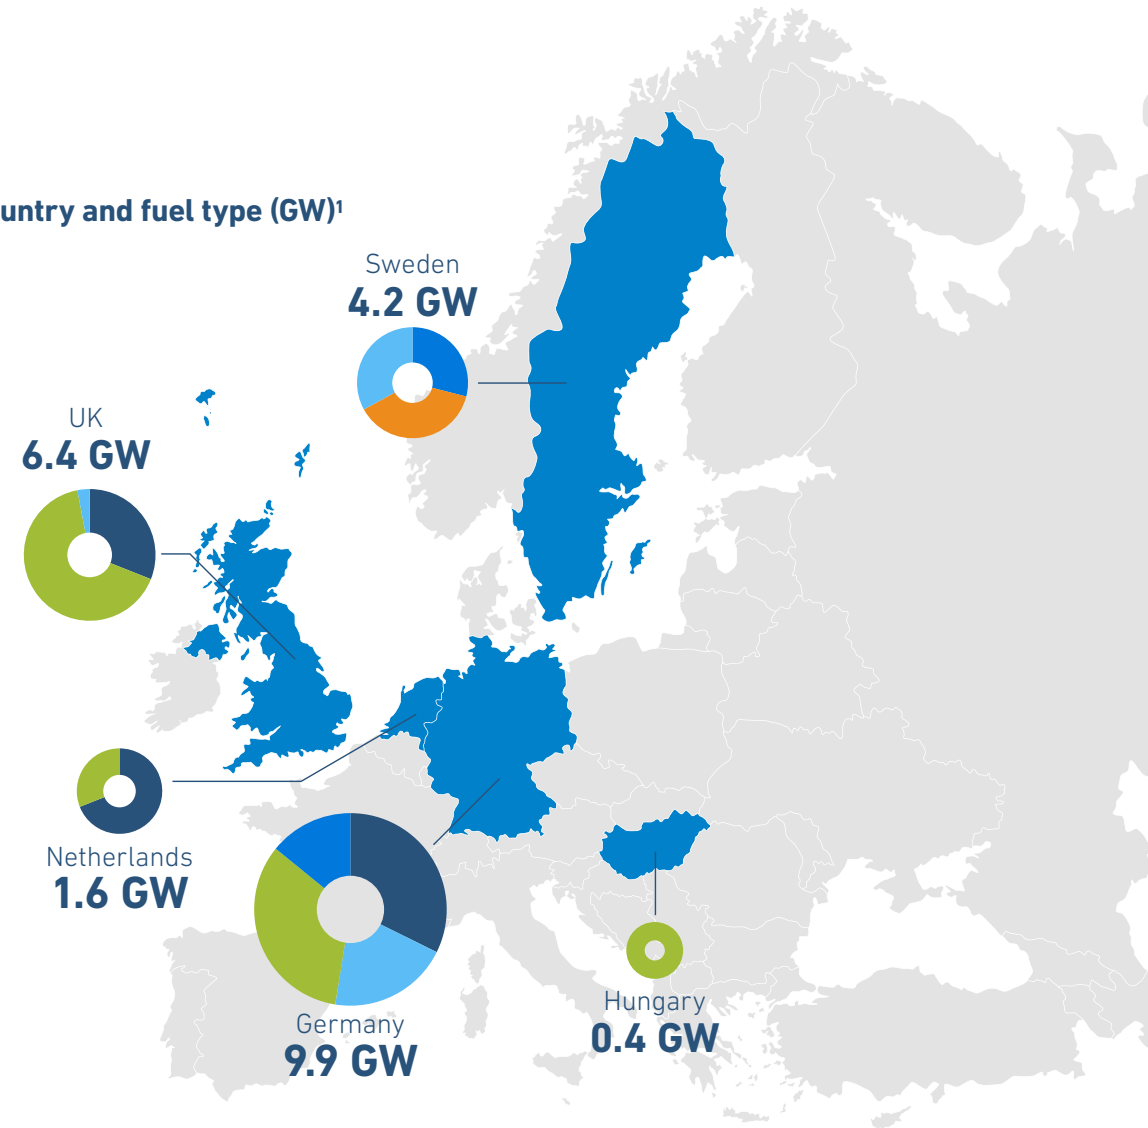 untry and fuel type (GW)¹
Sweden
4.2 GW
UK
6.4 GW
Netherlands
1.6 GW
Germany
9.9 GW
Hungary
0.4 GW